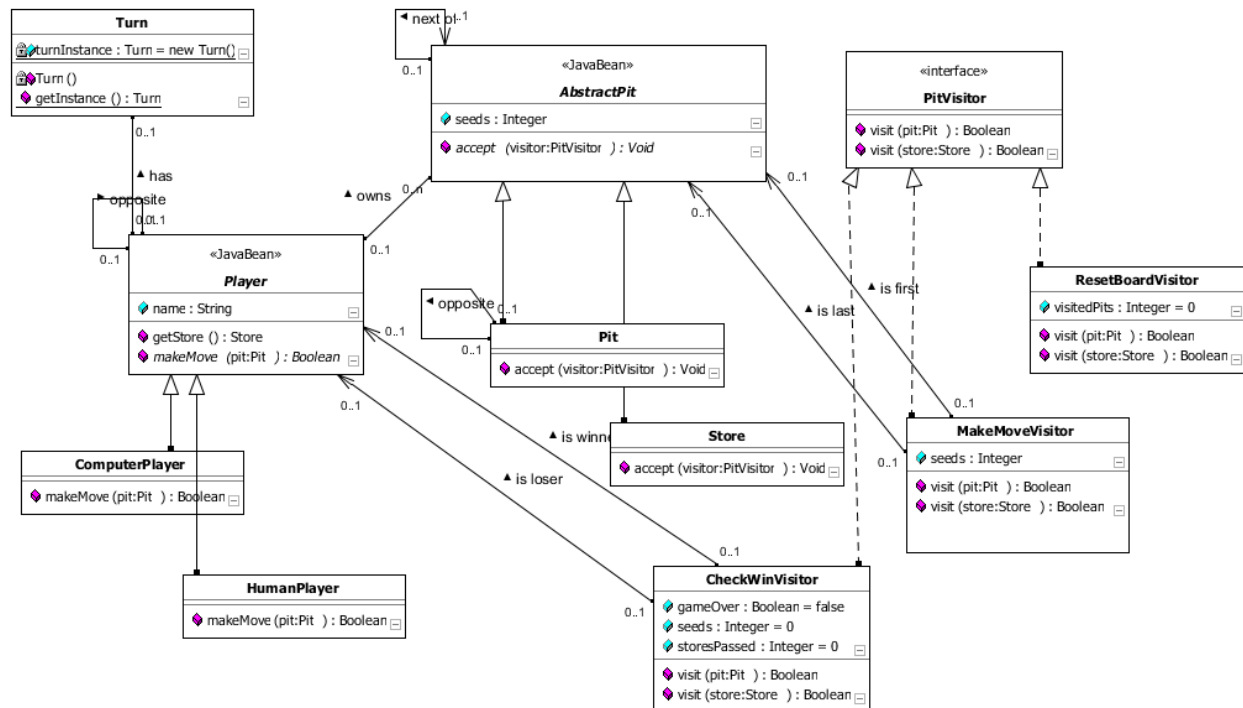 Turn
turnInstance : Turn = new Turn()
Turn ()
getInstance () : Turn
0..1
has
opposite
0..1
0..1
next of
0..1
«JavaBean»
AbstractPit
seeds : Integer
accept (visitor:PitVisitor ) : Void
«interface»
PitVisitor
visit (pit:Pit ) : Boolean
visit (store:Store ) : Boolean
owns
0..1
«JavaBean»
Player
name : String
getStore () : Store
makeMove (pit:Pit ) : Boolean
0..1
0..1
0..1
0..1
is first
is last
ResetBoardVisitor
visitedPits : Integer = 0
visit (pit:Pit ) : Boolean
visit (store:Store ) : Boolean
opposite
0..1
0..1
Pit
accept (visitor:PitVisitor ) : Void
0..1
0..1
0..1
MakeMoveVisitor
seeds : Integer
visit (pit:Pit ) : Boolean
visit (store:Store ) : Boolean
is winne
Store
accept (visitor:PitVisitor ) : Void
ComputerPlayer
makeMove (pit:Pit ) : Boolean
is loser
HumanPlayer
makeMove (pit:Pit ) : Boolean
0..1
0..1
CheckWinVisitor
gameOver : Boolean = false
seeds : Integer = 0
storesPassed : Integer = 0
visit (pit:Pit ) : Boolean
visit (store:Store ) : Boolean